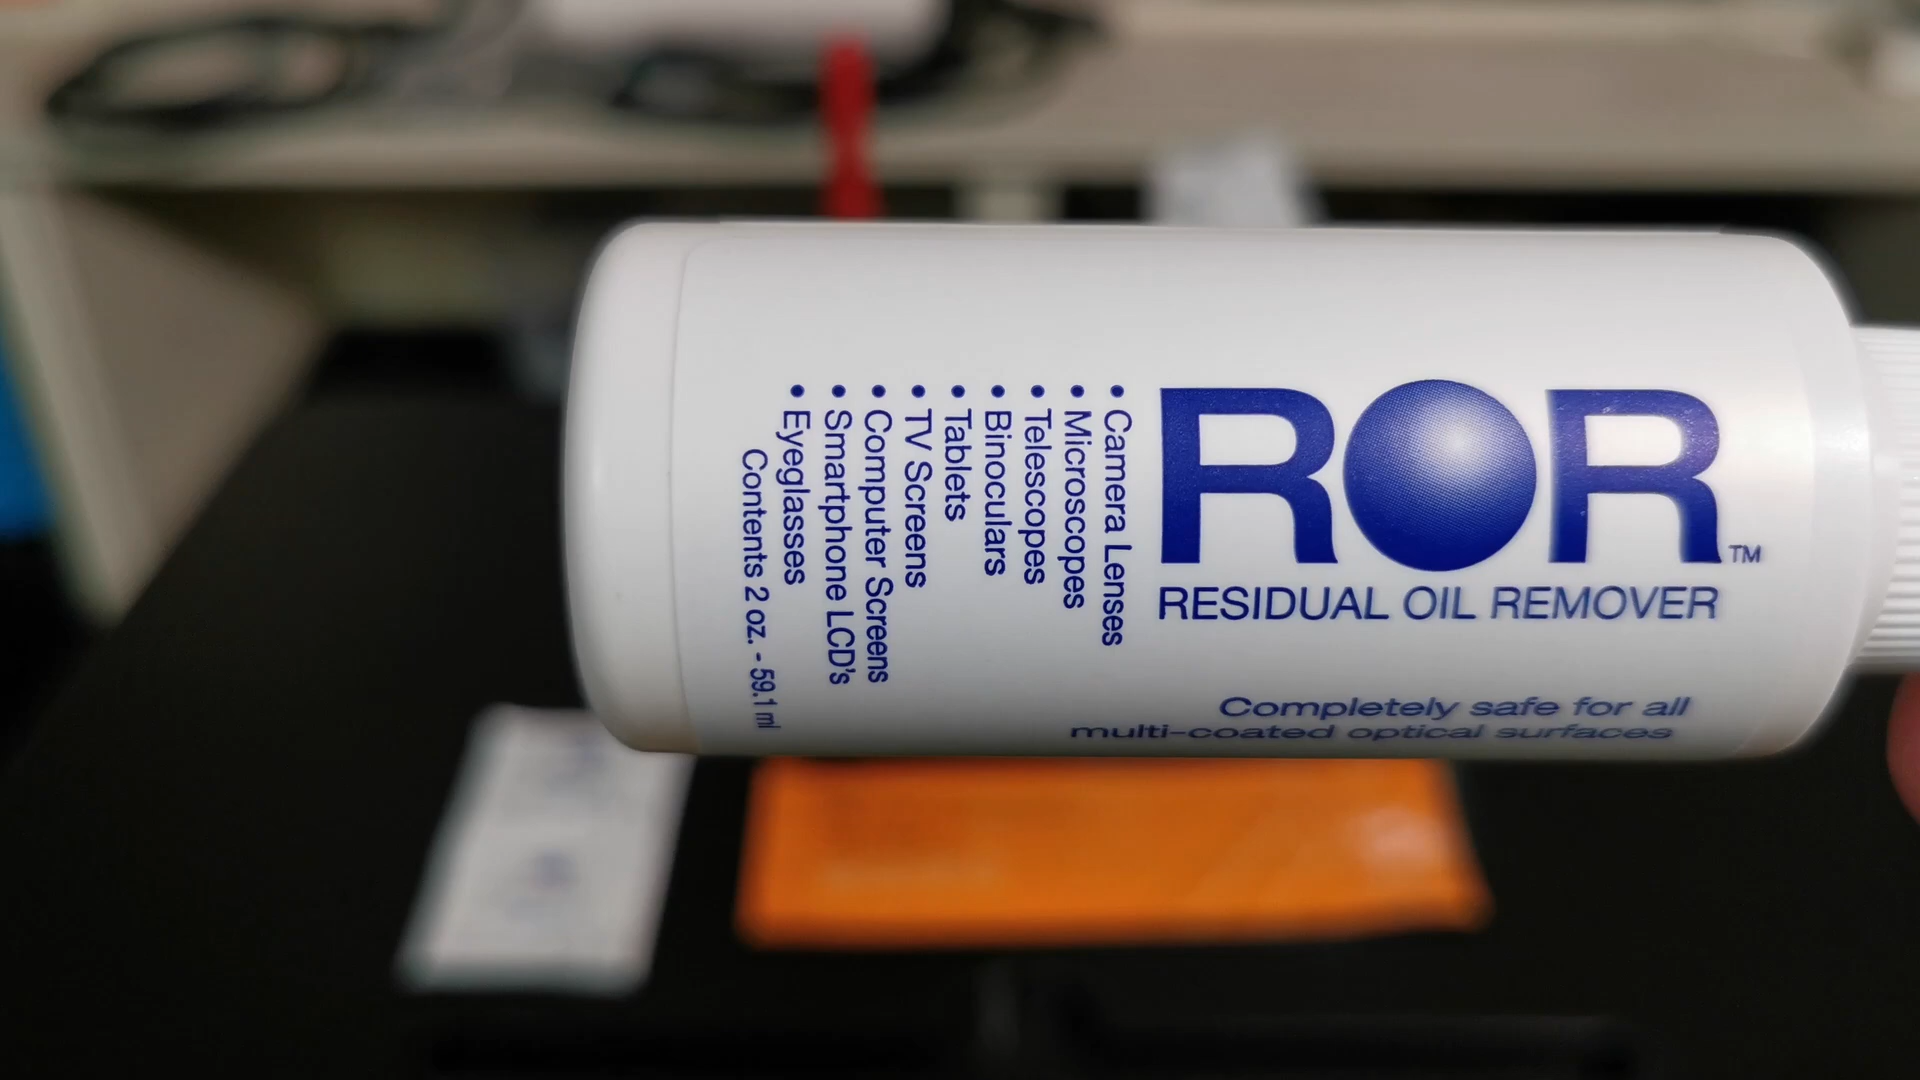 ROR™
RESIDUAL OIL REMOVER
Completely safe for all
multi-coated optical surfaces
• Camera Lenses
• Microscopes
• Telescopes
• Binoculars
• Tablets
• TV Screens
• Computer Screens
• Smartphone LCD's
• Eyeglasses
Contents 2 oz. - 59.1 ml